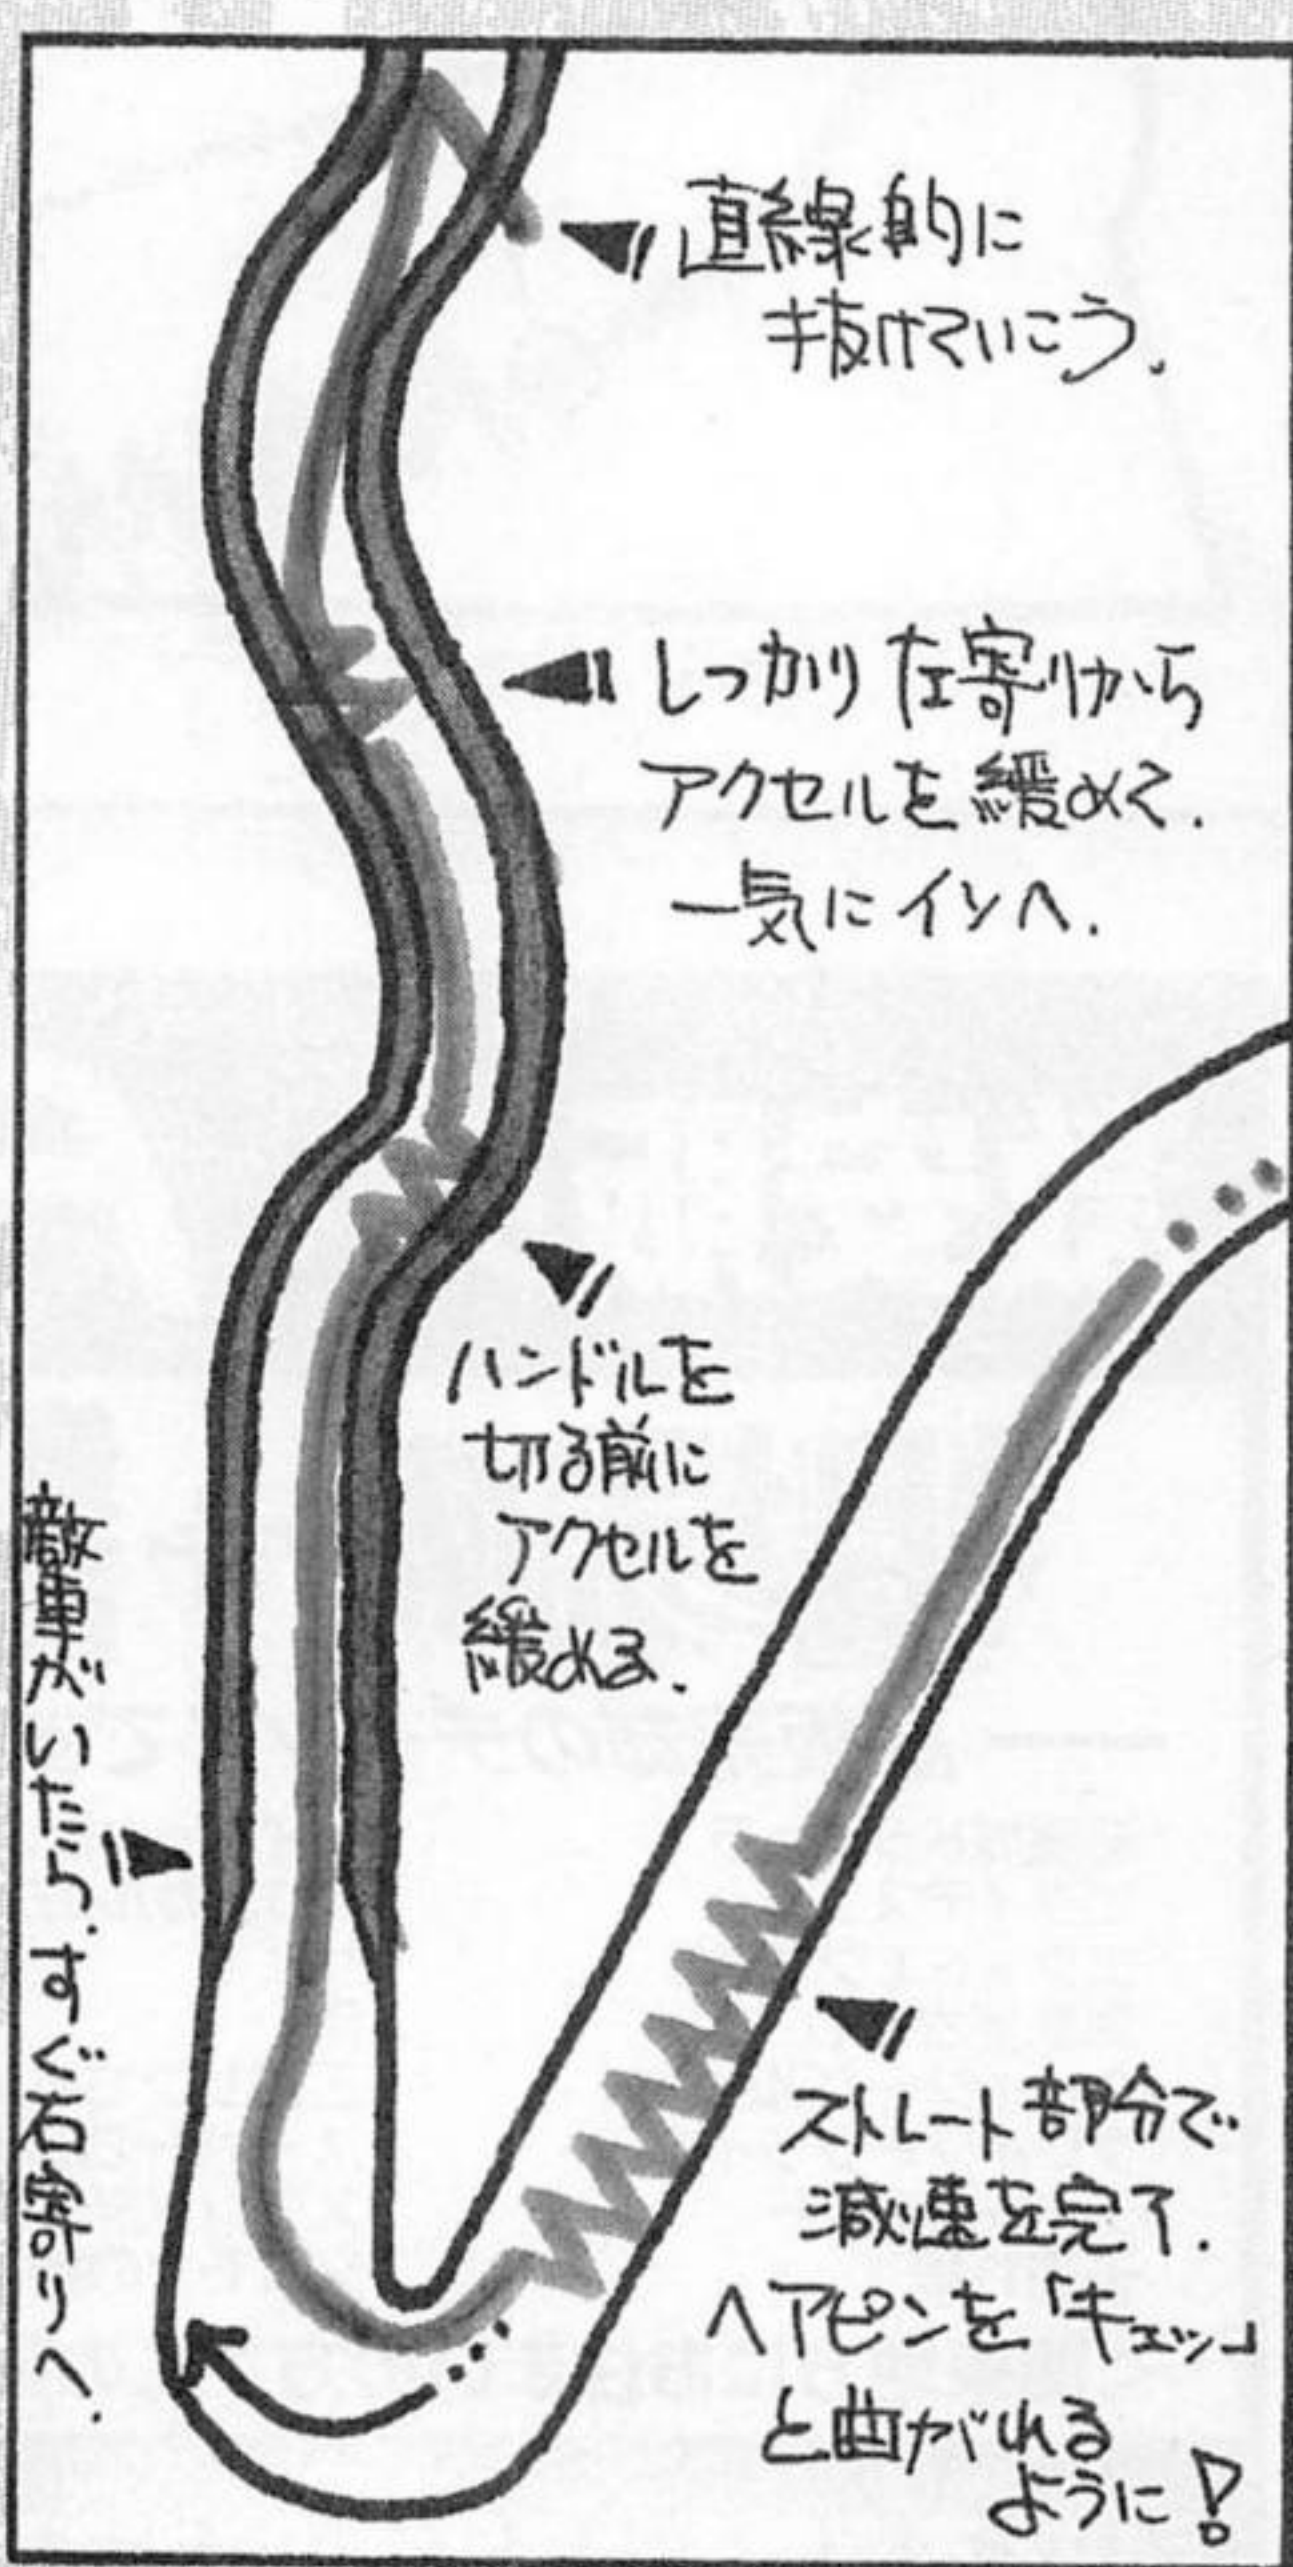 直線的に
抜けていこう。
しっかり左寄りから
アクセルを緩めて.
一気にインへ.
ハンドルを
切る前に
アクセルを
緩める.
敵車がいたら.すぐ右寄りへ.
ストレート部分で
減速を完了.
ヘアピンを「キュッ」
と曲がれる
ように!